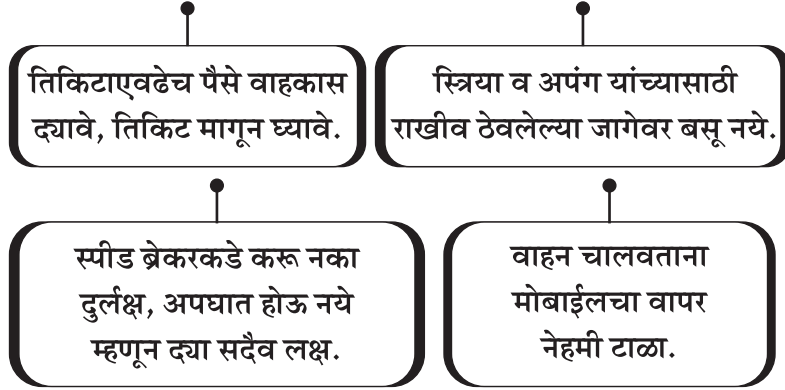 तिकिटाएवढेच पैसे वाहकास
द्यावे, तिकिट मागून घ्यावे.
स्त्रिया व अपंग यांच्यासाठी
राखीव ठेवलेल्या जागेवर बसू नये.
स्पीड ब्रेकरकडे करू नका
दुर्लक्ष, अपघात होऊ नये
म्हणून द्या सदैव लक्ष.
वाहन चालवताना
मोबाईलचा वापर
नेहमी टाळा.